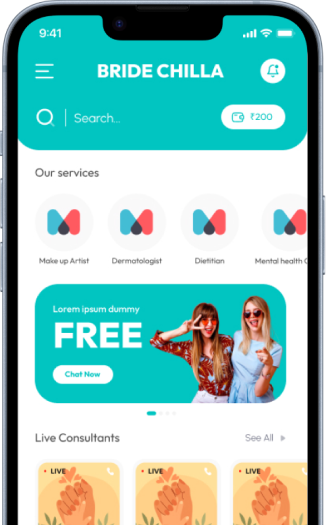 9:41
BRIDE CHILLA
Search...
₹200
Our services
Make up Artist
Dermatologist
Dietitian
Mental health C
Lorem ipsum dummy
FREE
Chat Now
Live Consultants
See All
LIVE
LIVE
LIVE